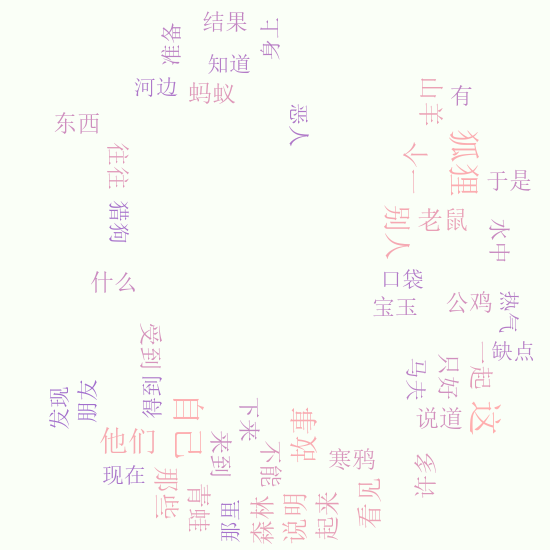 结果
上身
准备
知道
河边
蚂蚁
山羊
有
恶人
东西
往往
狐狸
一个
于是
猎狗
别人
老鼠
水中
什么
口袋
宝玉
公鸡
热气
受到
一起
缺点
只好
马夫
发现
朋友
得到
自己
下来
故事
说道
这
他们
来到
不能
寒鸦
多计
现在
那些
青蛙
那里
森林
说明
起来
看见